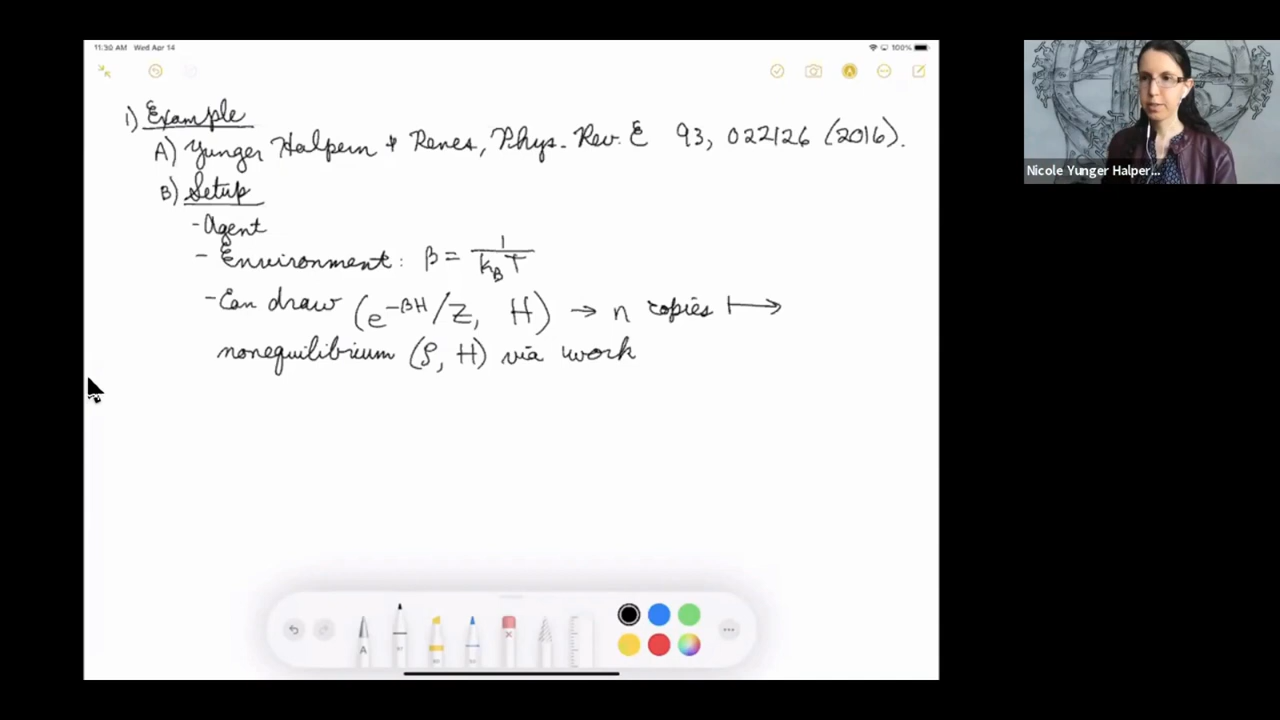 11:30 AM Wed Apr 14
100%
1) Example
A) Yunger Halpern + Renes, Phys. Rev. E 93, 022126 (2016).
B) Setup
- Agent
- Environment: β = 1/(k_B T)
- Can draw (e^{-βH}/Z, H) → n copies ↦
nonequilibrium (ρ, H) via work
Nicole Yunger Halper...